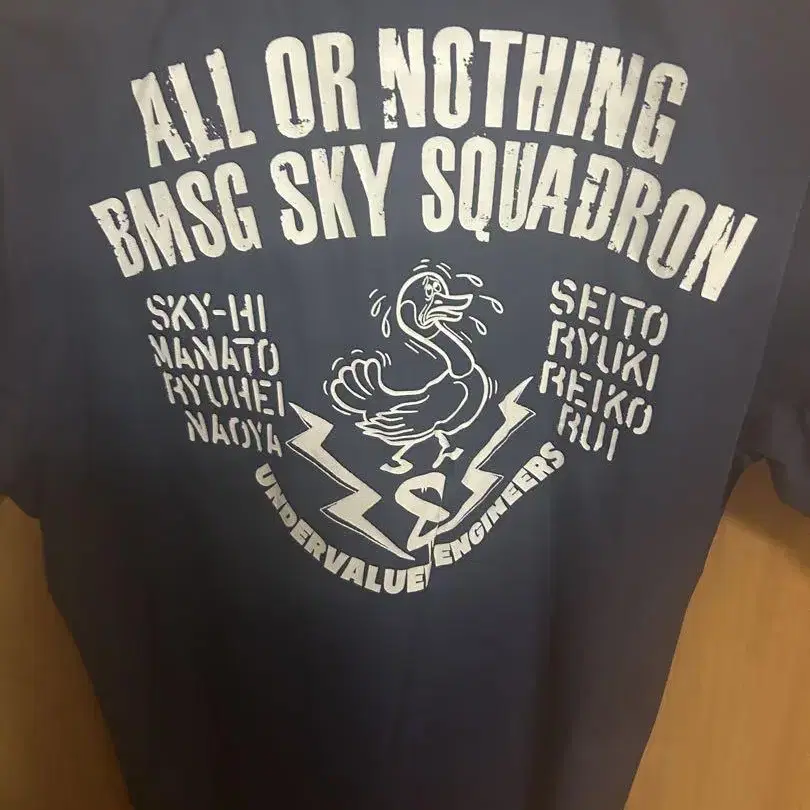 ALL OR NOTHING
BMSG SKY SQUADRON
SKY-HI
MANATO
RYUHEI
NAOYA
SEITO
RYUKI
REIKO
RUI
UNDERVALUE ENGINEERS